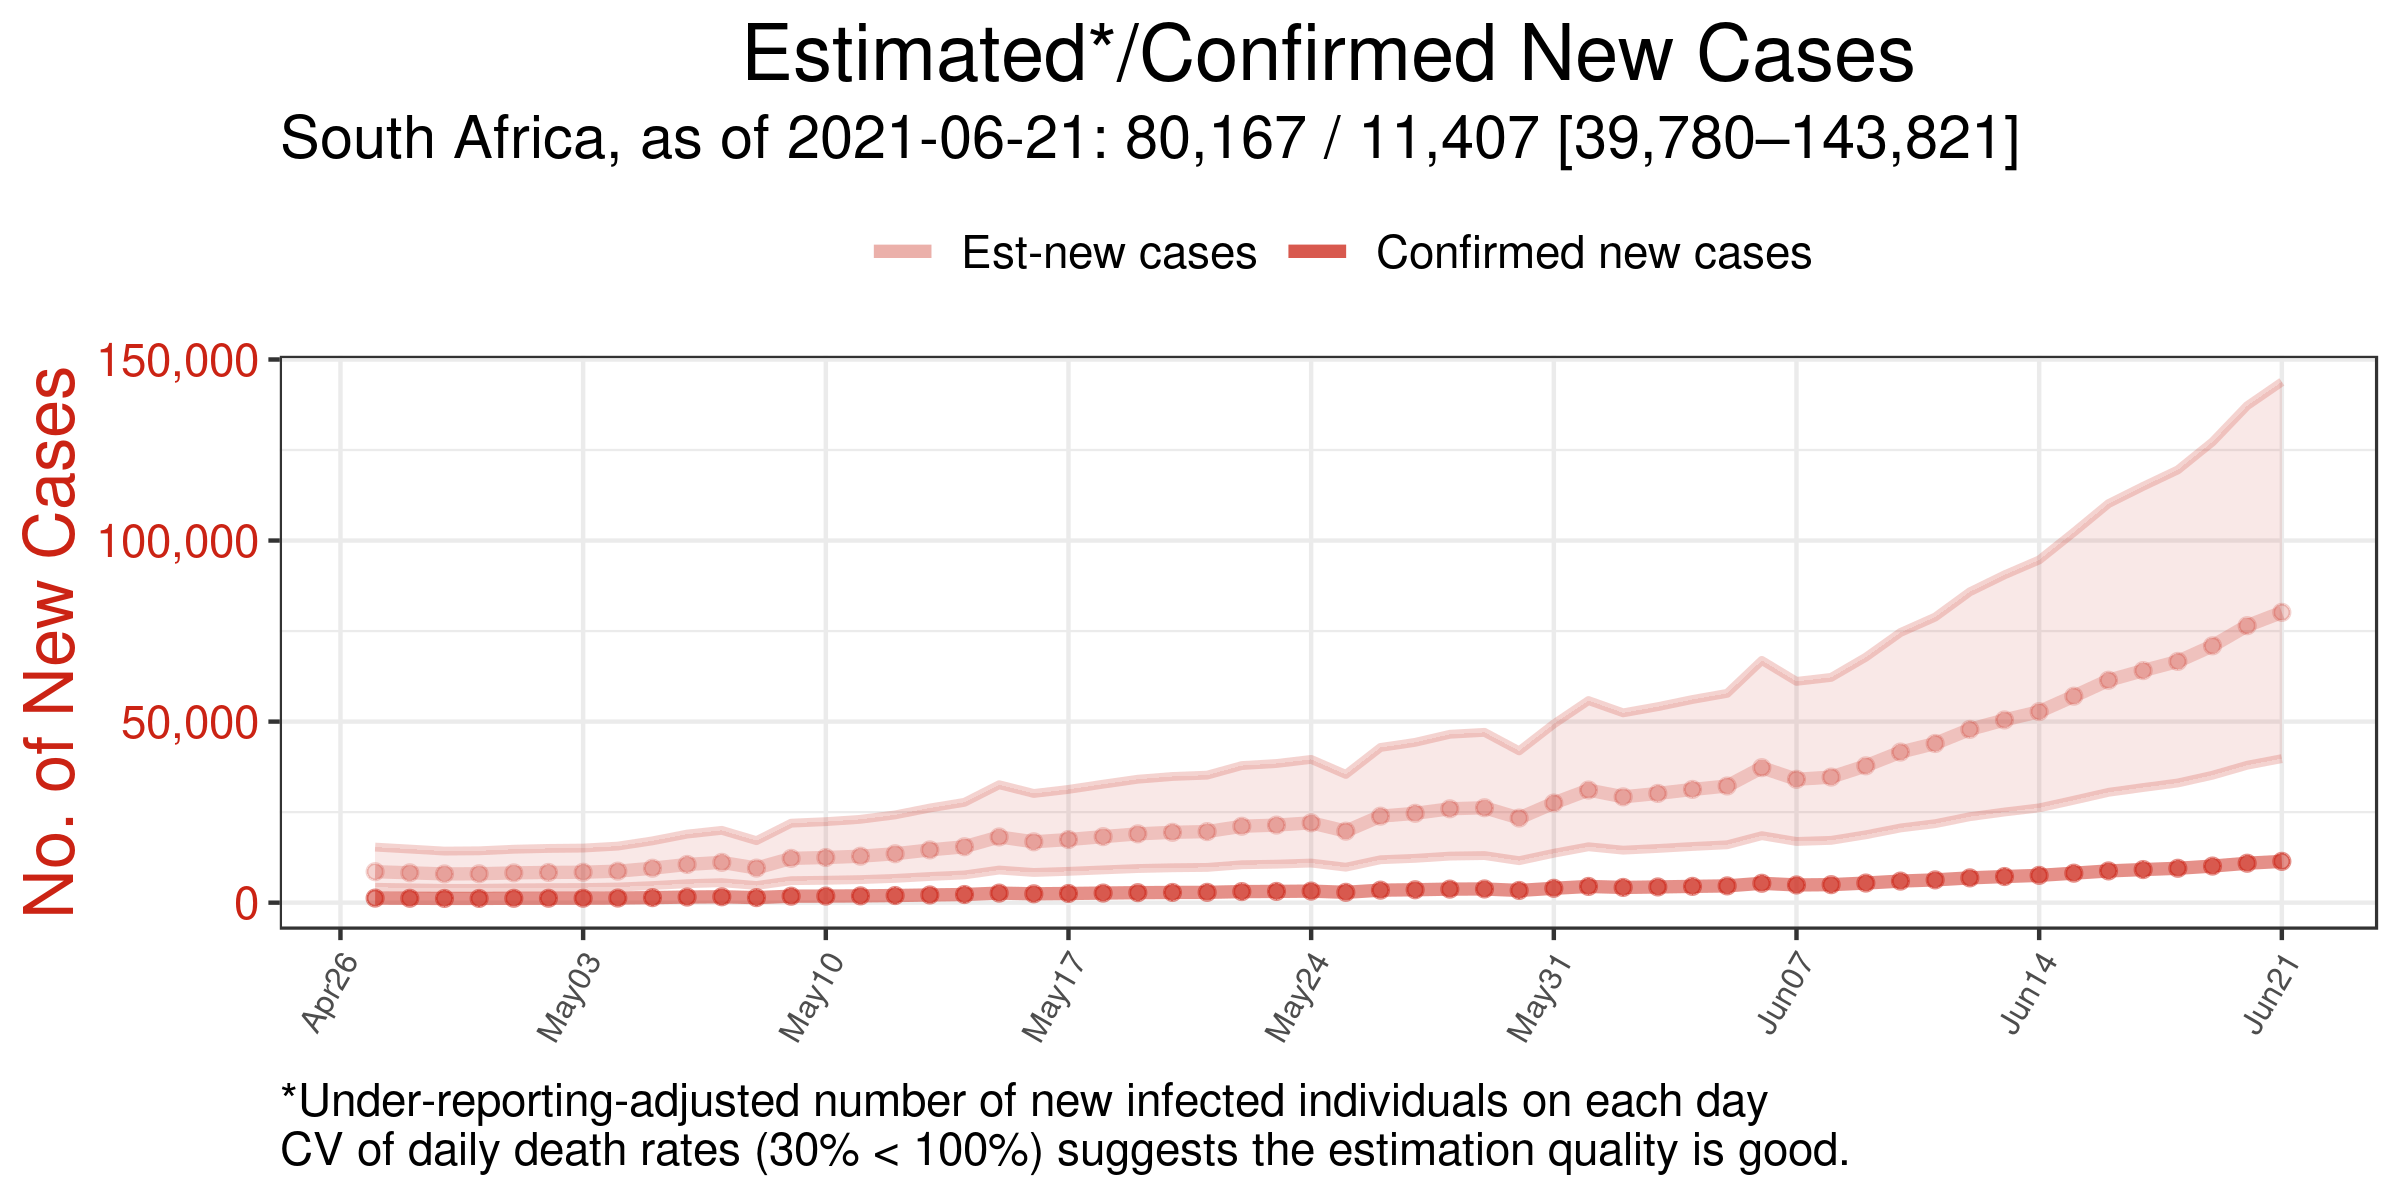 Estimated*/Confirmed New Cases
South Africa, as of 2021-06-21: 80,167 / 11,407 [39,780–143,821]
Est-new cases
Confirmed new cases
No. of New Cases
150,000
100,000
50,000
0
Apr26
May03
May10
May17
May24
May31
Jun07
Jun14
Jun21
*Under-reporting-adjusted number of new infected individuals on each day
CV of daily death rates (30% < 100%) suggests the estimation quality is good.